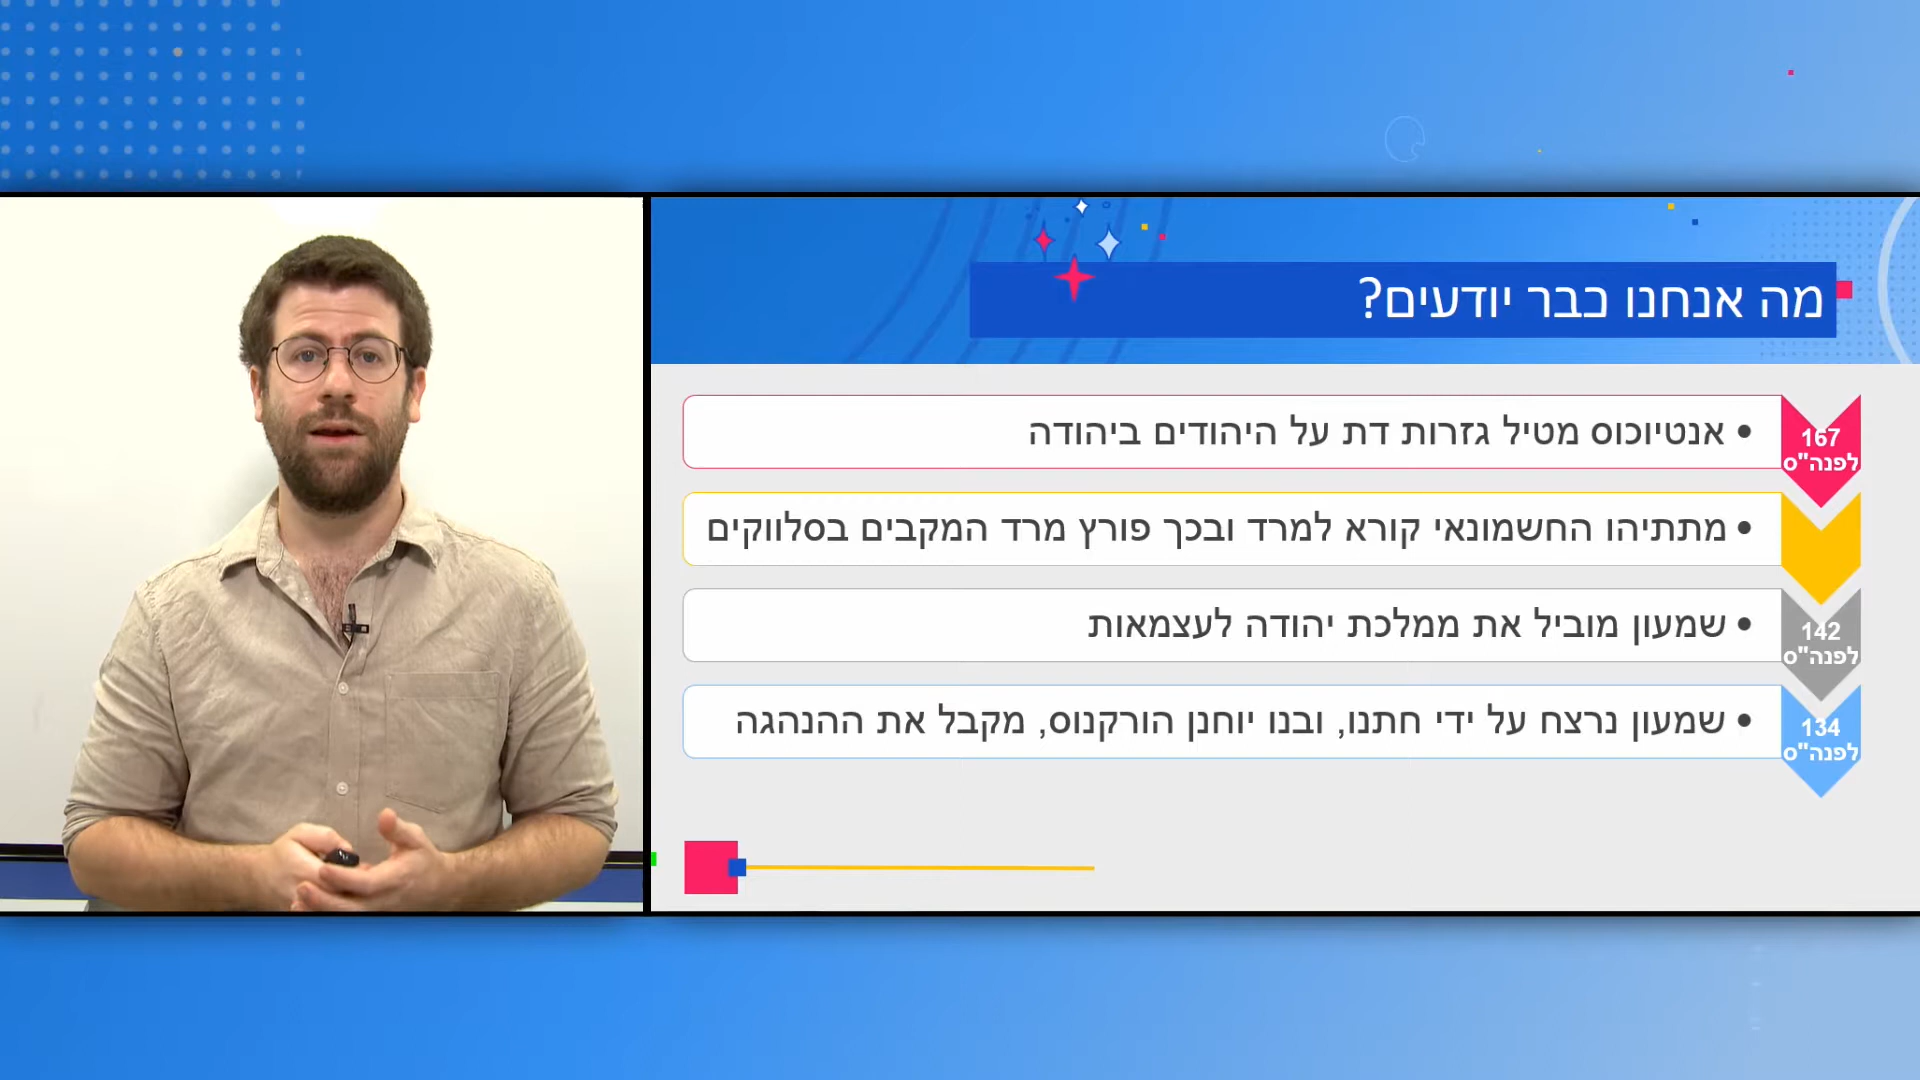 מה אנחנו כבר יודעים?
167
לפנה"ס
• אנטיוכוס מטיל גזרות דת על היהודים ביהודה
• מתתיהו החשמונאי קורא למרד ובכך פורץ מרד המקבים בסלווקים
142
לפנה"ס
• שמעון מוביל את ממלכת יהודה לעצמאות
134
לפנה"ס
• שמעון נרצח על ידי חתנו, ובנו יוחנן הורקנוס, מקבל את ההנהגה